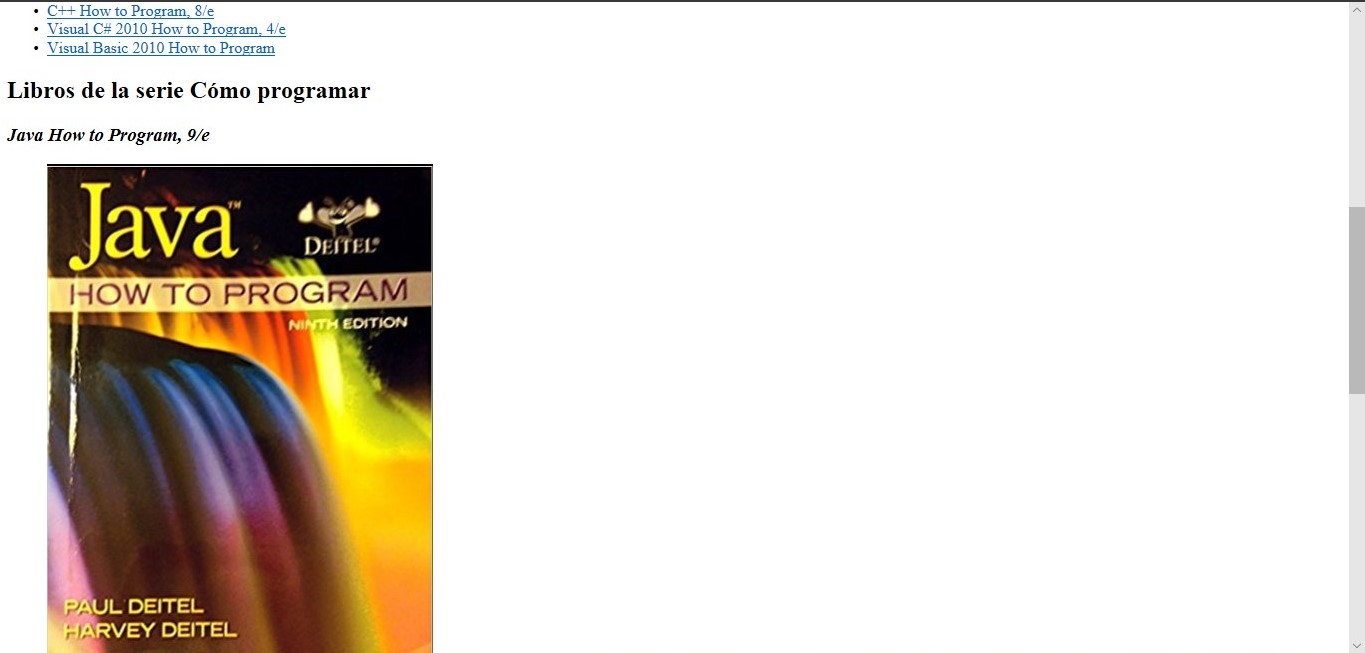 C++ How to Program, 8/e
Visual C# 2010 How to Program, 4/e
Visual Basic 2010 How to Program
Libros de la serie Cómo programar
Java How to Program, 9/e
Java™
DEITEL®
HOW TO PROGRAM
NINTH EDITION
PAUL DEITEL
HARVEY DEITEL